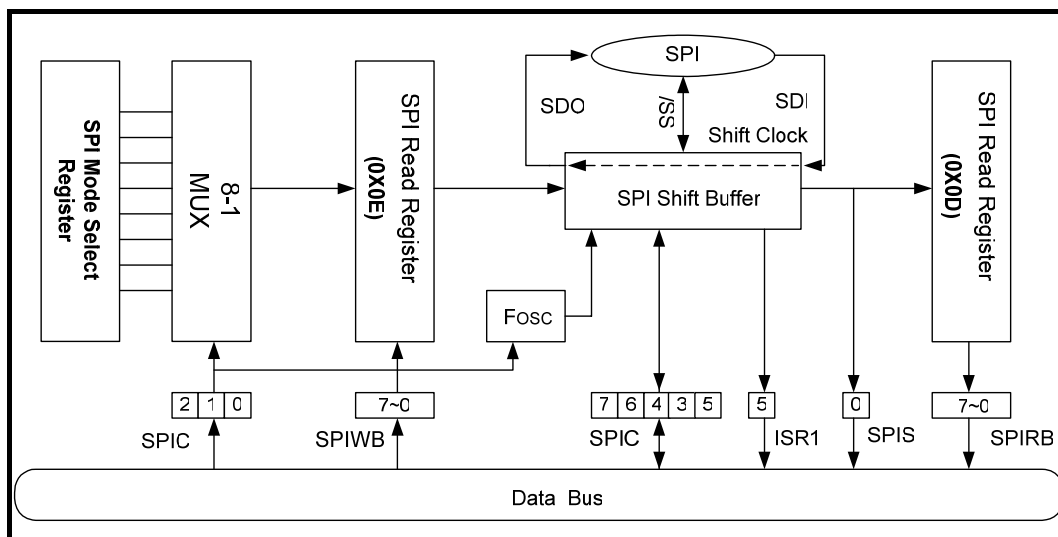 SPI Mode Select
Register
8-1
MUX
SPI Read Register
(0X0E)
SPI
SDO
/SS
SDI
Shift Clock
SPI Shift Buffer
SPI Read Register
(0X0D)
Fosc
2 1 0
7~0
7 6 4 3 5
5
0
7~0
SPIC
SPIWB
SPIC
ISR1
SPIS
SPIRB
Data Bus